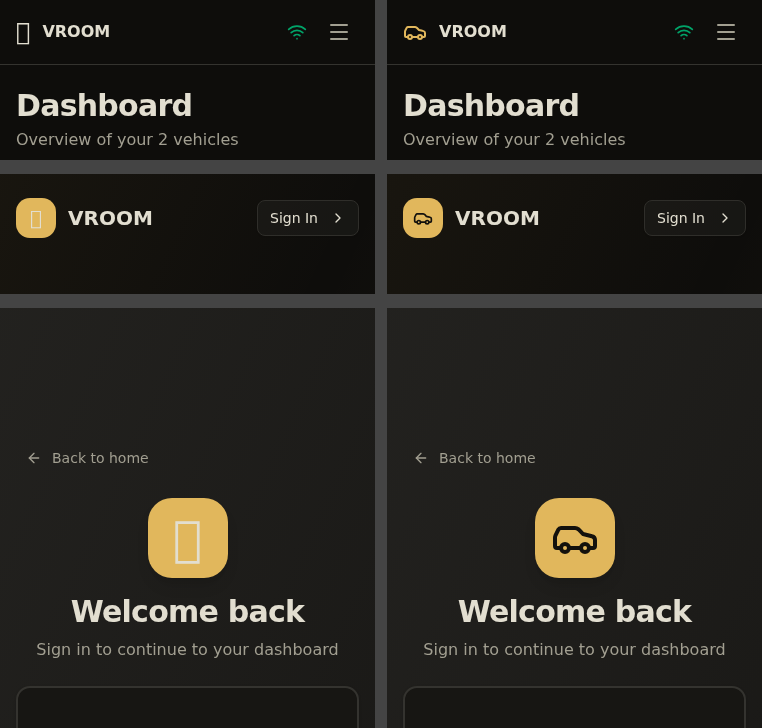 VROOM
Dashboard
Overview of your 2 vehicles
VROOM
Dashboard
Overview of your 2 vehicles
VROOM
Sign In
VROOM
Sign In
Back to home
Welcome back
Sign in to continue to your dashboard
Back to home
Welcome back
Sign in to continue to your dashboard